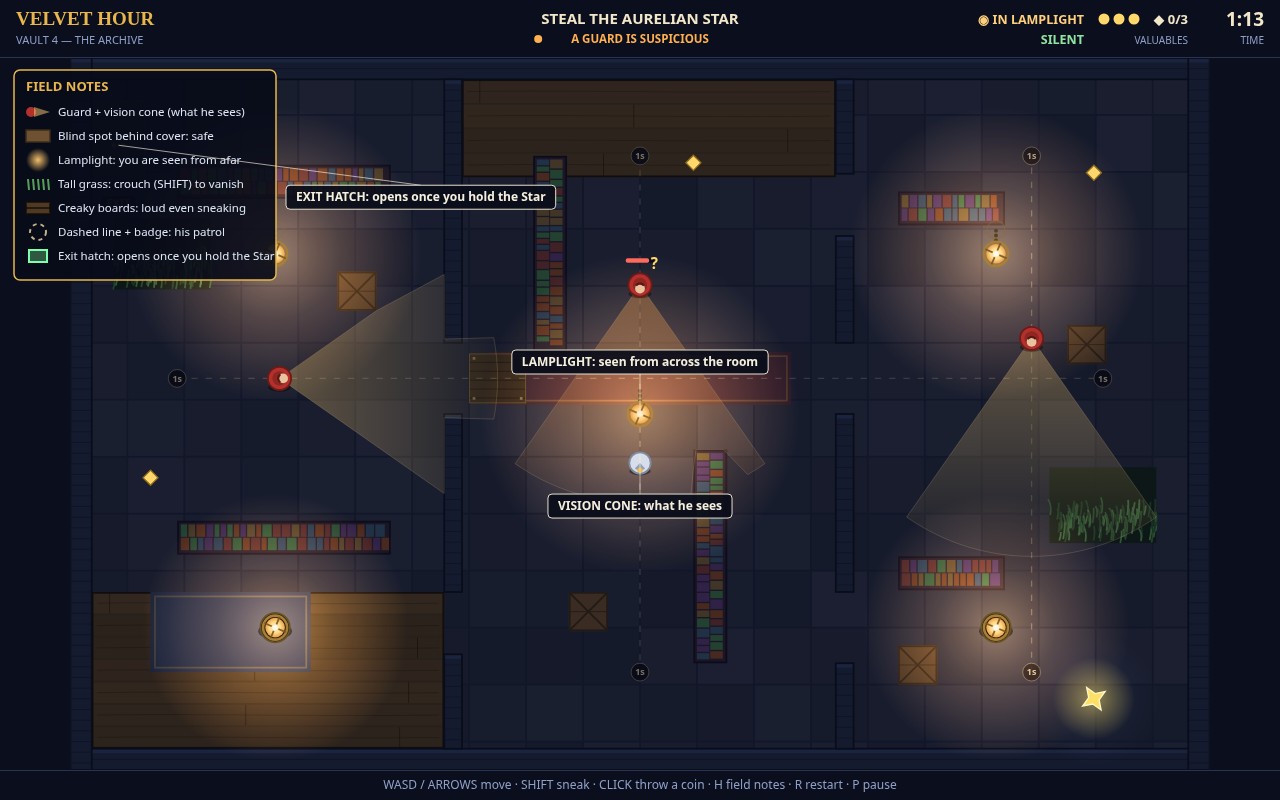 VELVET HOUR
VAULT 4 — THE ARCHIVE
STEAL THE AURELIAN STAR
A GUARD IS SUSPICIOUS
◉ IN LAMPLIGHT
SILENT
◆ 0/3
VALUABLES
1:13
TIME
FIELD NOTES
Guard + vision cone (what he sees)
Blind spot behind cover: safe
Lamplight: you are seen from afar
Tall grass: crouch (SHIFT) to vanish
Creaky boards: loud even sneaking
Dashed line + badge: his patrol
Exit hatch: opens once you hold the Star
1s
1s
EXIT HATCH: opens once you hold the Star
?
LAMPLIGHT: seen from across the room
1s
1s
VISION CONE: what he sees
1s
1s
WASD / ARROWS move · SHIFT sneak · CLICK throw a coin · H field notes · R restart · P pause